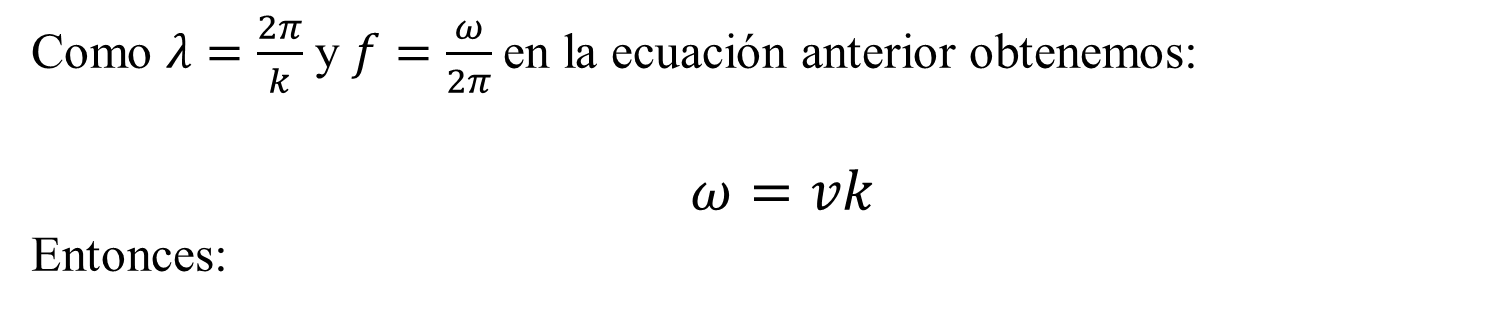 Como λ = 2π/k y f = ω/2π en la ecuación anterior obtenemos:
ω = vk
Entonces: